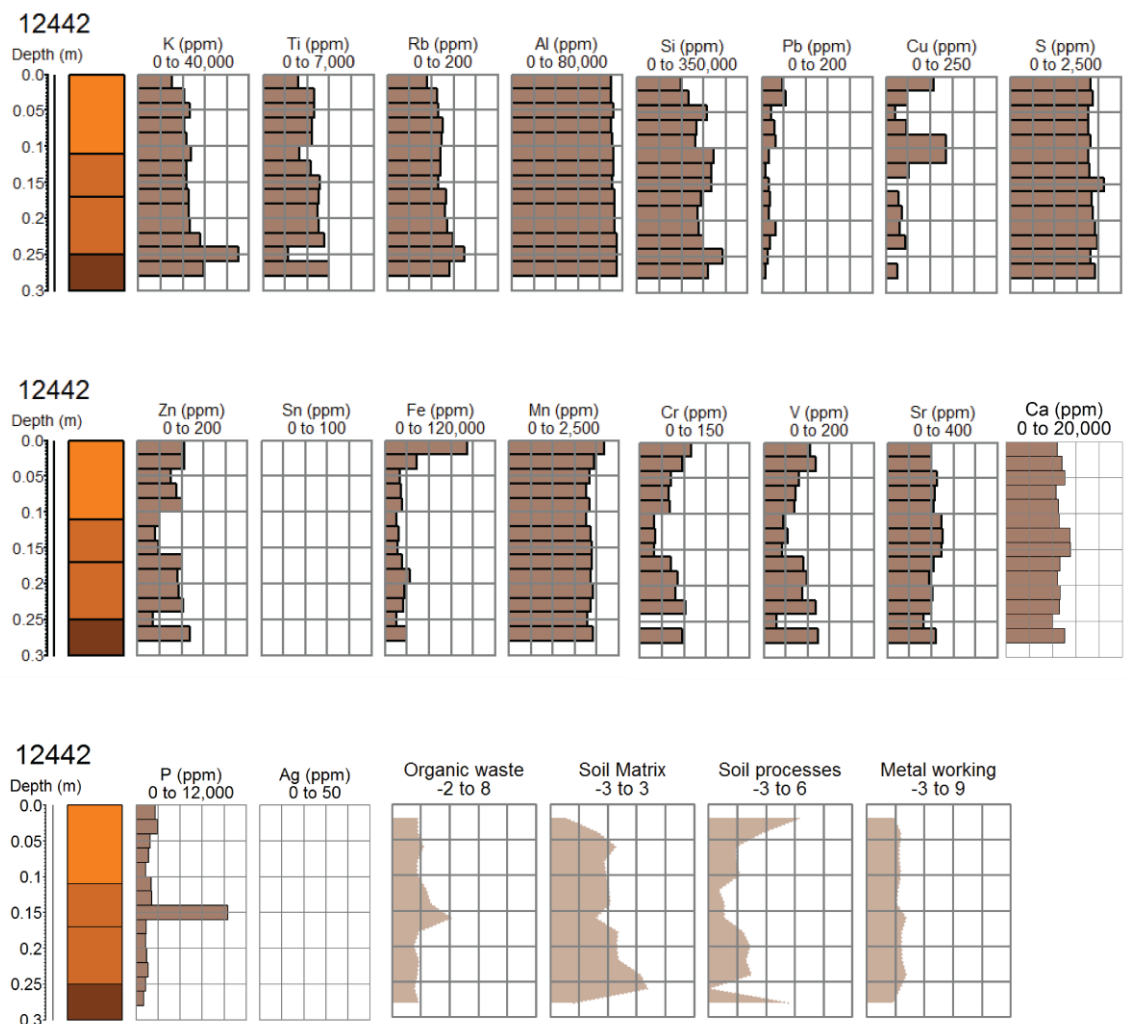 12442
Depth (m)
K (ppm)
0 to 40,000
Ti (ppm)
0 to 7,000
Rb (ppm)
0 to 200
Al (ppm)
0 to 80,000
Si (ppm)
0 to 350,000
Pb (ppm)
0 to 200
Cu (ppm)
0 to 250
S (ppm)
0 to 2,500
0.0
0.05
0.1
0.15
0.2
0.25
0.3
12442
Depth (m)
Zn (ppm)
0 to 200
Sn (ppm)
0 to 100
Fe (ppm)
0 to 120,000
Mn (ppm)
0 to 2,500
Cr (ppm)
0 to 150
V (ppm)
0 to 200
Sr (ppm)
0 to 400
Ca (ppm)
0 to 20,000
0.0
0.05
0.1
0.15
0.2
0.25
0.3
12442
Depth (m)
P (ppm)
0 to 12,000
Ag (ppm)
0 to 50
Organic waste
-2 to 8
Soil Matrix
-3 to 3
Soil processes
-3 to 6
Metal working
-3 to 9
0.0
0.05
0.1
0.15
0.2
0.25
0.3